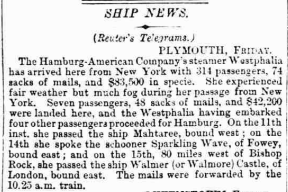 SHIP NEWS.
(Reuter's Telegrams.)
PLYMOUTH, FRIDAY.
The Hamburg-American Company's steamer Westphalia
has arrived here from New York with 314 passengers, 74
sacks of mails, and $83,500 in specie. She experienced
fair weather but much fog during her passage from New
York. Seven passengers, 48 sacks of mails, and $42,200
were landed here, and the Westphalia having embarked
four other passengers proceeded for Hamburg. On the 11th
inst. she passed the ship Mahtaree, bound west; on the
14th she spoke the schooner Sparkling Wave, of Fowey,
bound east; and on the 15th, 80 miles west of Bishop
Rock, she passed the ship Walmer (or Walmore) Castle, of
London, bound east. The mails were forwarded by the
10.25 a.m. train.